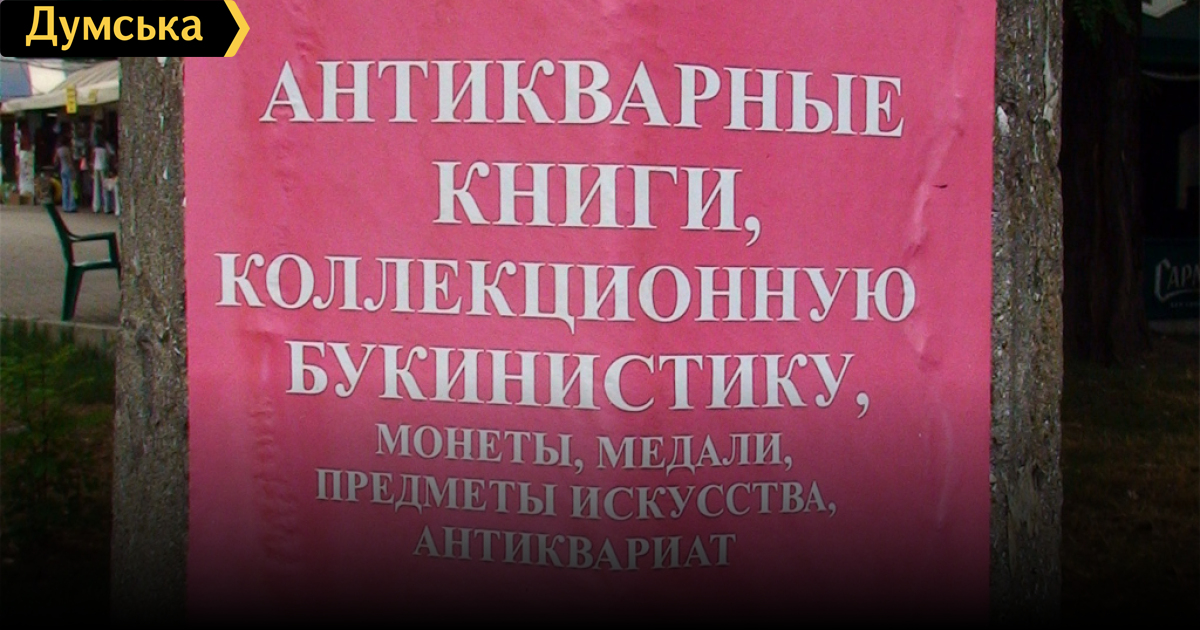 Думська
АНТИКВАРНЫЕ
КНИГИ,
КОЛЛЕКЦИОННУЮ
БУКИНИСТИКУ,
МОНЕТЫ, МЕДАЛИ,
ПРЕДМЕТЫ ИСКУССТВА,
АНТИКВАРИАТ